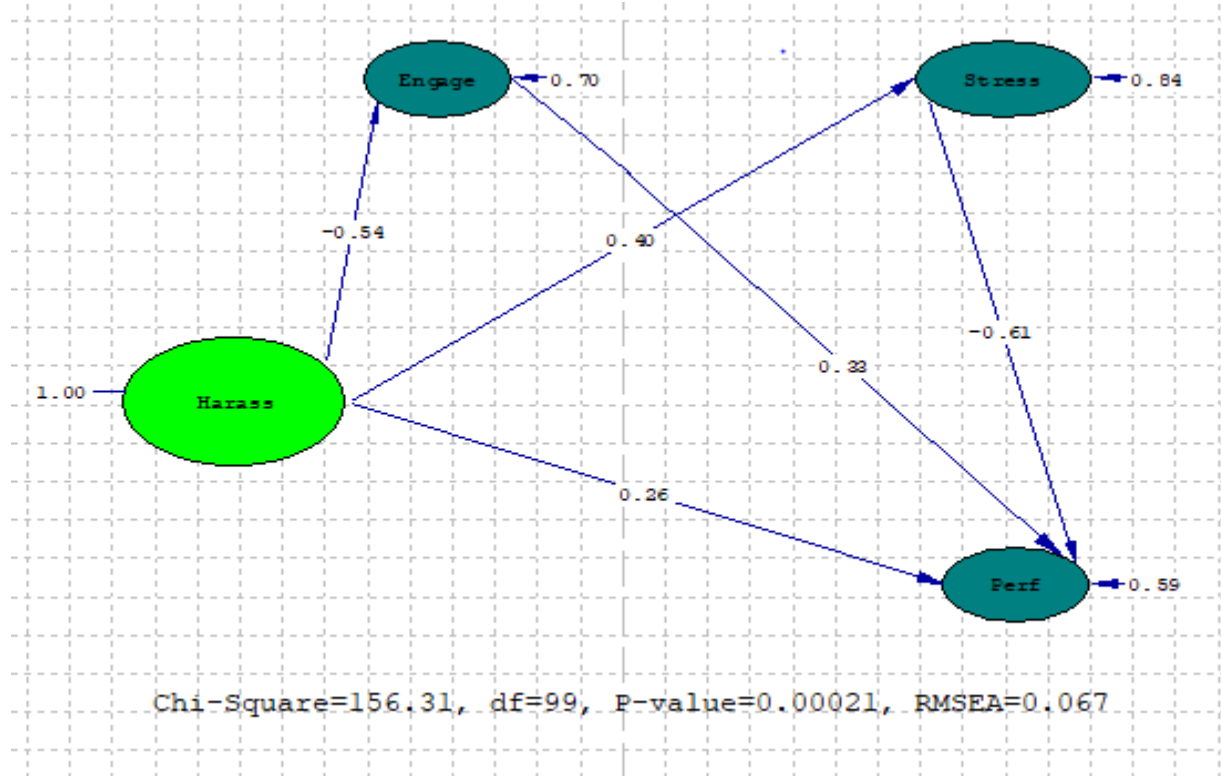 Engage
0.70
Stress
0.84
-0.54
0.40
-0.61
0.33
1.00
Harass
0.26
Perf
0.59
Chi-Square=156.31, df=99, P-value=0.00021, RMSEA=0.067